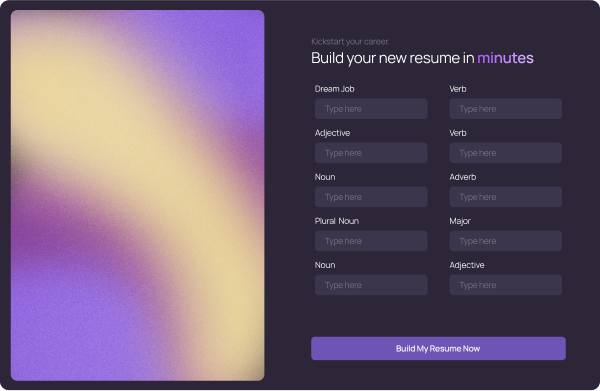 Kickstart your career.
Build your new resume in minutes
Dream Job
Verb
Type here
Type here
Adjective
Verb
Type here
Type here
Noun
Adverb
Type here
Type here
Plural Noun
Major
Type here
Type here
Noun
Adjective
Type here
Type here
Build My Resume Now